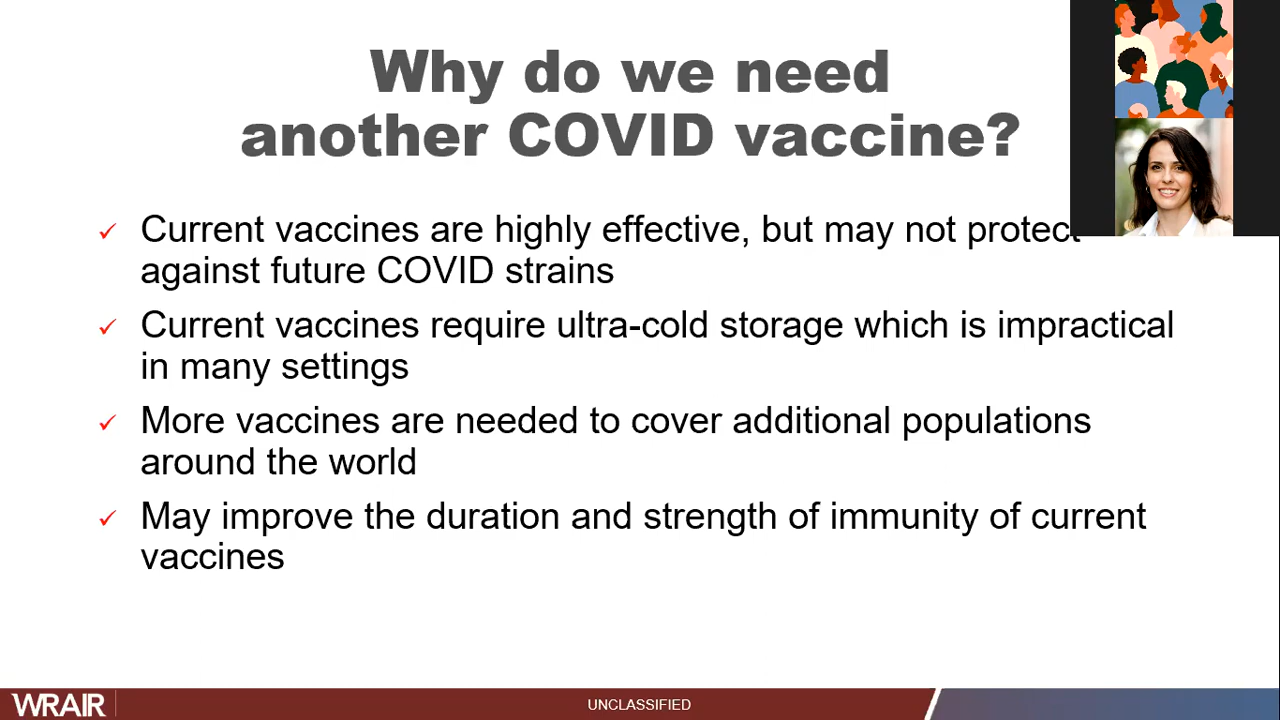 Why do we need
another COVID vaccine?
Current vaccines are highly effective, but may not protect
against future COVID strains
Current vaccines require ultra-cold storage which is impractical
in many settings
More vaccines are needed to cover additional populations
around the world
May improve the duration and strength of immunity of current
vaccines
WRAIR
UNCLASSIFIED